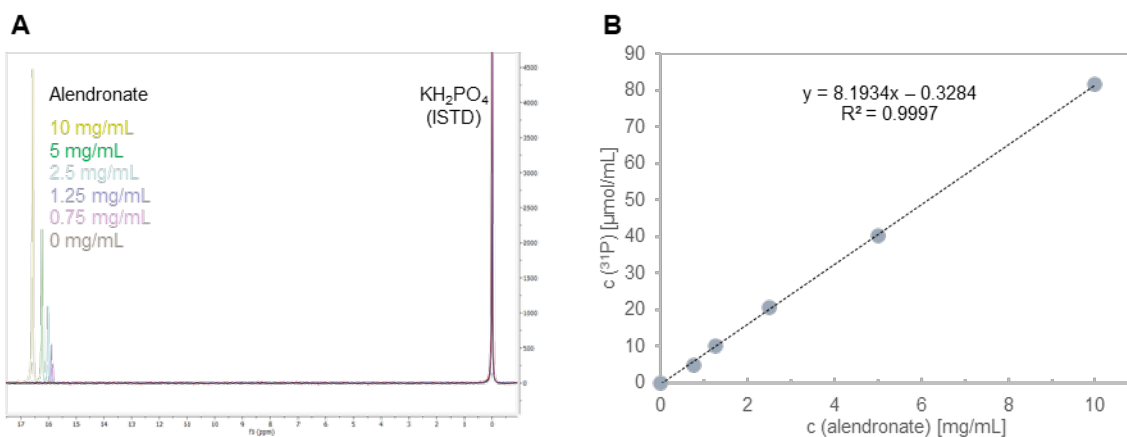 A
Alendronate
10 mg/mL
5 mg/mL
2.5 mg/mL
1.25 mg/mL
0.75 mg/mL
0 mg/mL
KH₂PO₄
(ISTD)
4500
4000
3500
3000
2500
2000
1500
1000
500
0
17 16 15 14 13 12 11 10 9 8 7 6 5 4 3 2 1 0
f1 (ppm)
B
y = 8.1934x – 0.3284
R² = 0.9997
c (³¹P) [µmol/mL]
90
80
70
60
50
40
30
20
10
0
0 2 4 6 8 10
c (alendronate) [mg/mL]